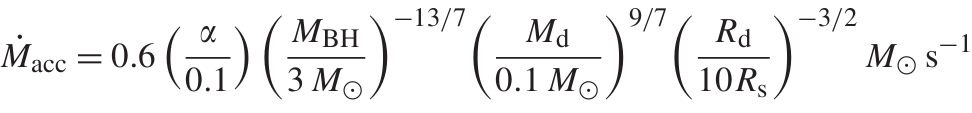 Ṁ_acc = 0.6 (α/0.1) (M_BH/3 M_⊙)^{−13/7} (M_d/0.1 M_⊙)^{9/7} (R_d/10R_s)^{−3/2} M_⊙ s^{−1}